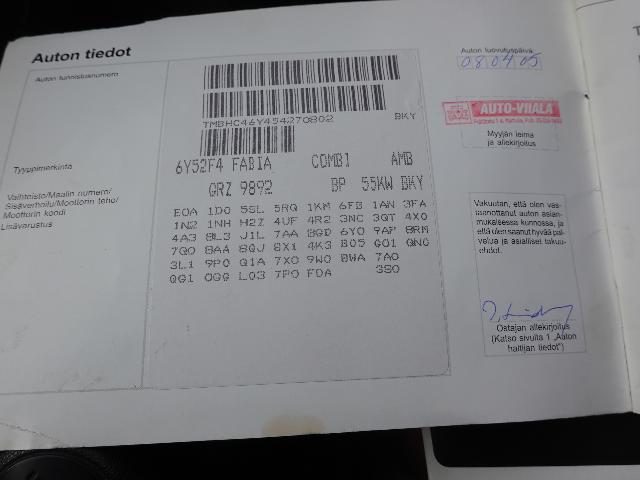 Auton tiedot
Auton tunnistusnumero
TMBHC46Y454270802 BKY
Tyyppimerkintä
6Y52F4 FABIA COMBI AMB
GRZ 9892 BP 55KW BKY
Vaihteisto/Maalin numero/
Sisäverhoilu/Moottorin teho/
Moottorin koodi
Lisävarustus
E0A 1D0 5SL 5RQ 1KM 6FB 1AN 3FA
1N2 1NH H2Z 4UF 4R2 3NC 3QT 4X0
4A3 8L3 J1L 7AA 8GD 6Y0 9AP 8RM
7Q0 8AA 8QJ 8X1 4K3 B05 G01 QN0
3L1 9P0 Q1A 7X0 9W0 8WA 7A0
QG1 0GG L03 7P0 FDA 3S0
Auton luovutuspäivä
08 04 05
AUTO-VIIALA
Myyjän leima
ja allekirjoitus
Vakuutan, että olen vas-
taanottanut auton asian-
mukaisessa kunnossa, ja
että olen saanut hyvää pal-
velua ja asialliset takuu-
ehdot.
Ostajan allekirjoitus
(Katso sivulta 1 „Auton
haltijan tiedot")